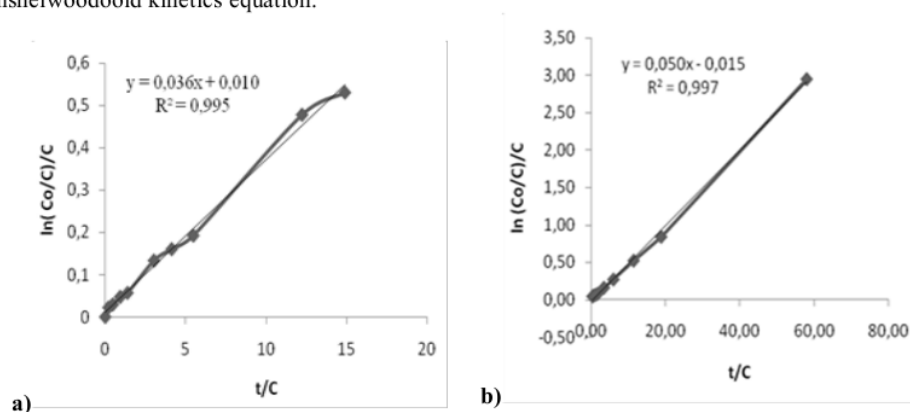 kinetics equation.
0,6
0,5
0,4
0,3
0,2
0,1
0
y = 0,036x + 0,010
R² = 0,995
ln( Co/C)/C
0 5 10 15 20
t/C
a)
3,50
3,00
2,50
2,00
1,50
1,00
0,50
0,00
-0,50
y = 0,050x - 0,015
R² = 0,997
ln (Co/C)/C
0,00 20,00 40,00 60,00 80,00
t/C
b)